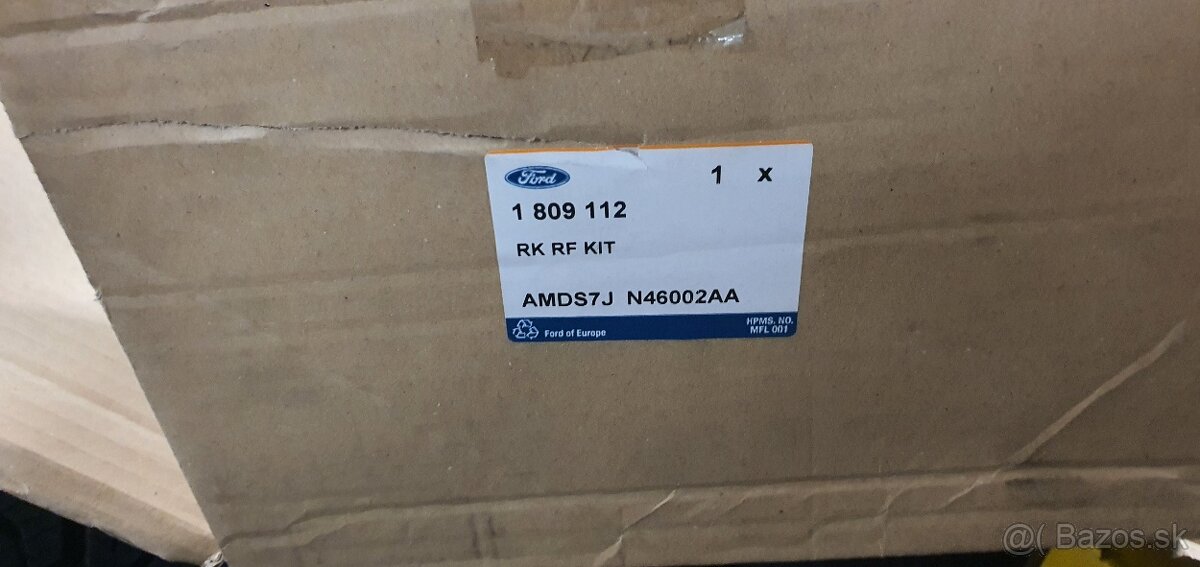 Ford
1 x
1 809 112
RK RF KIT
AMDS7J N46002AA
Ford of Europe
HPMS. NO.
MFL 001
@( Bazos.sk